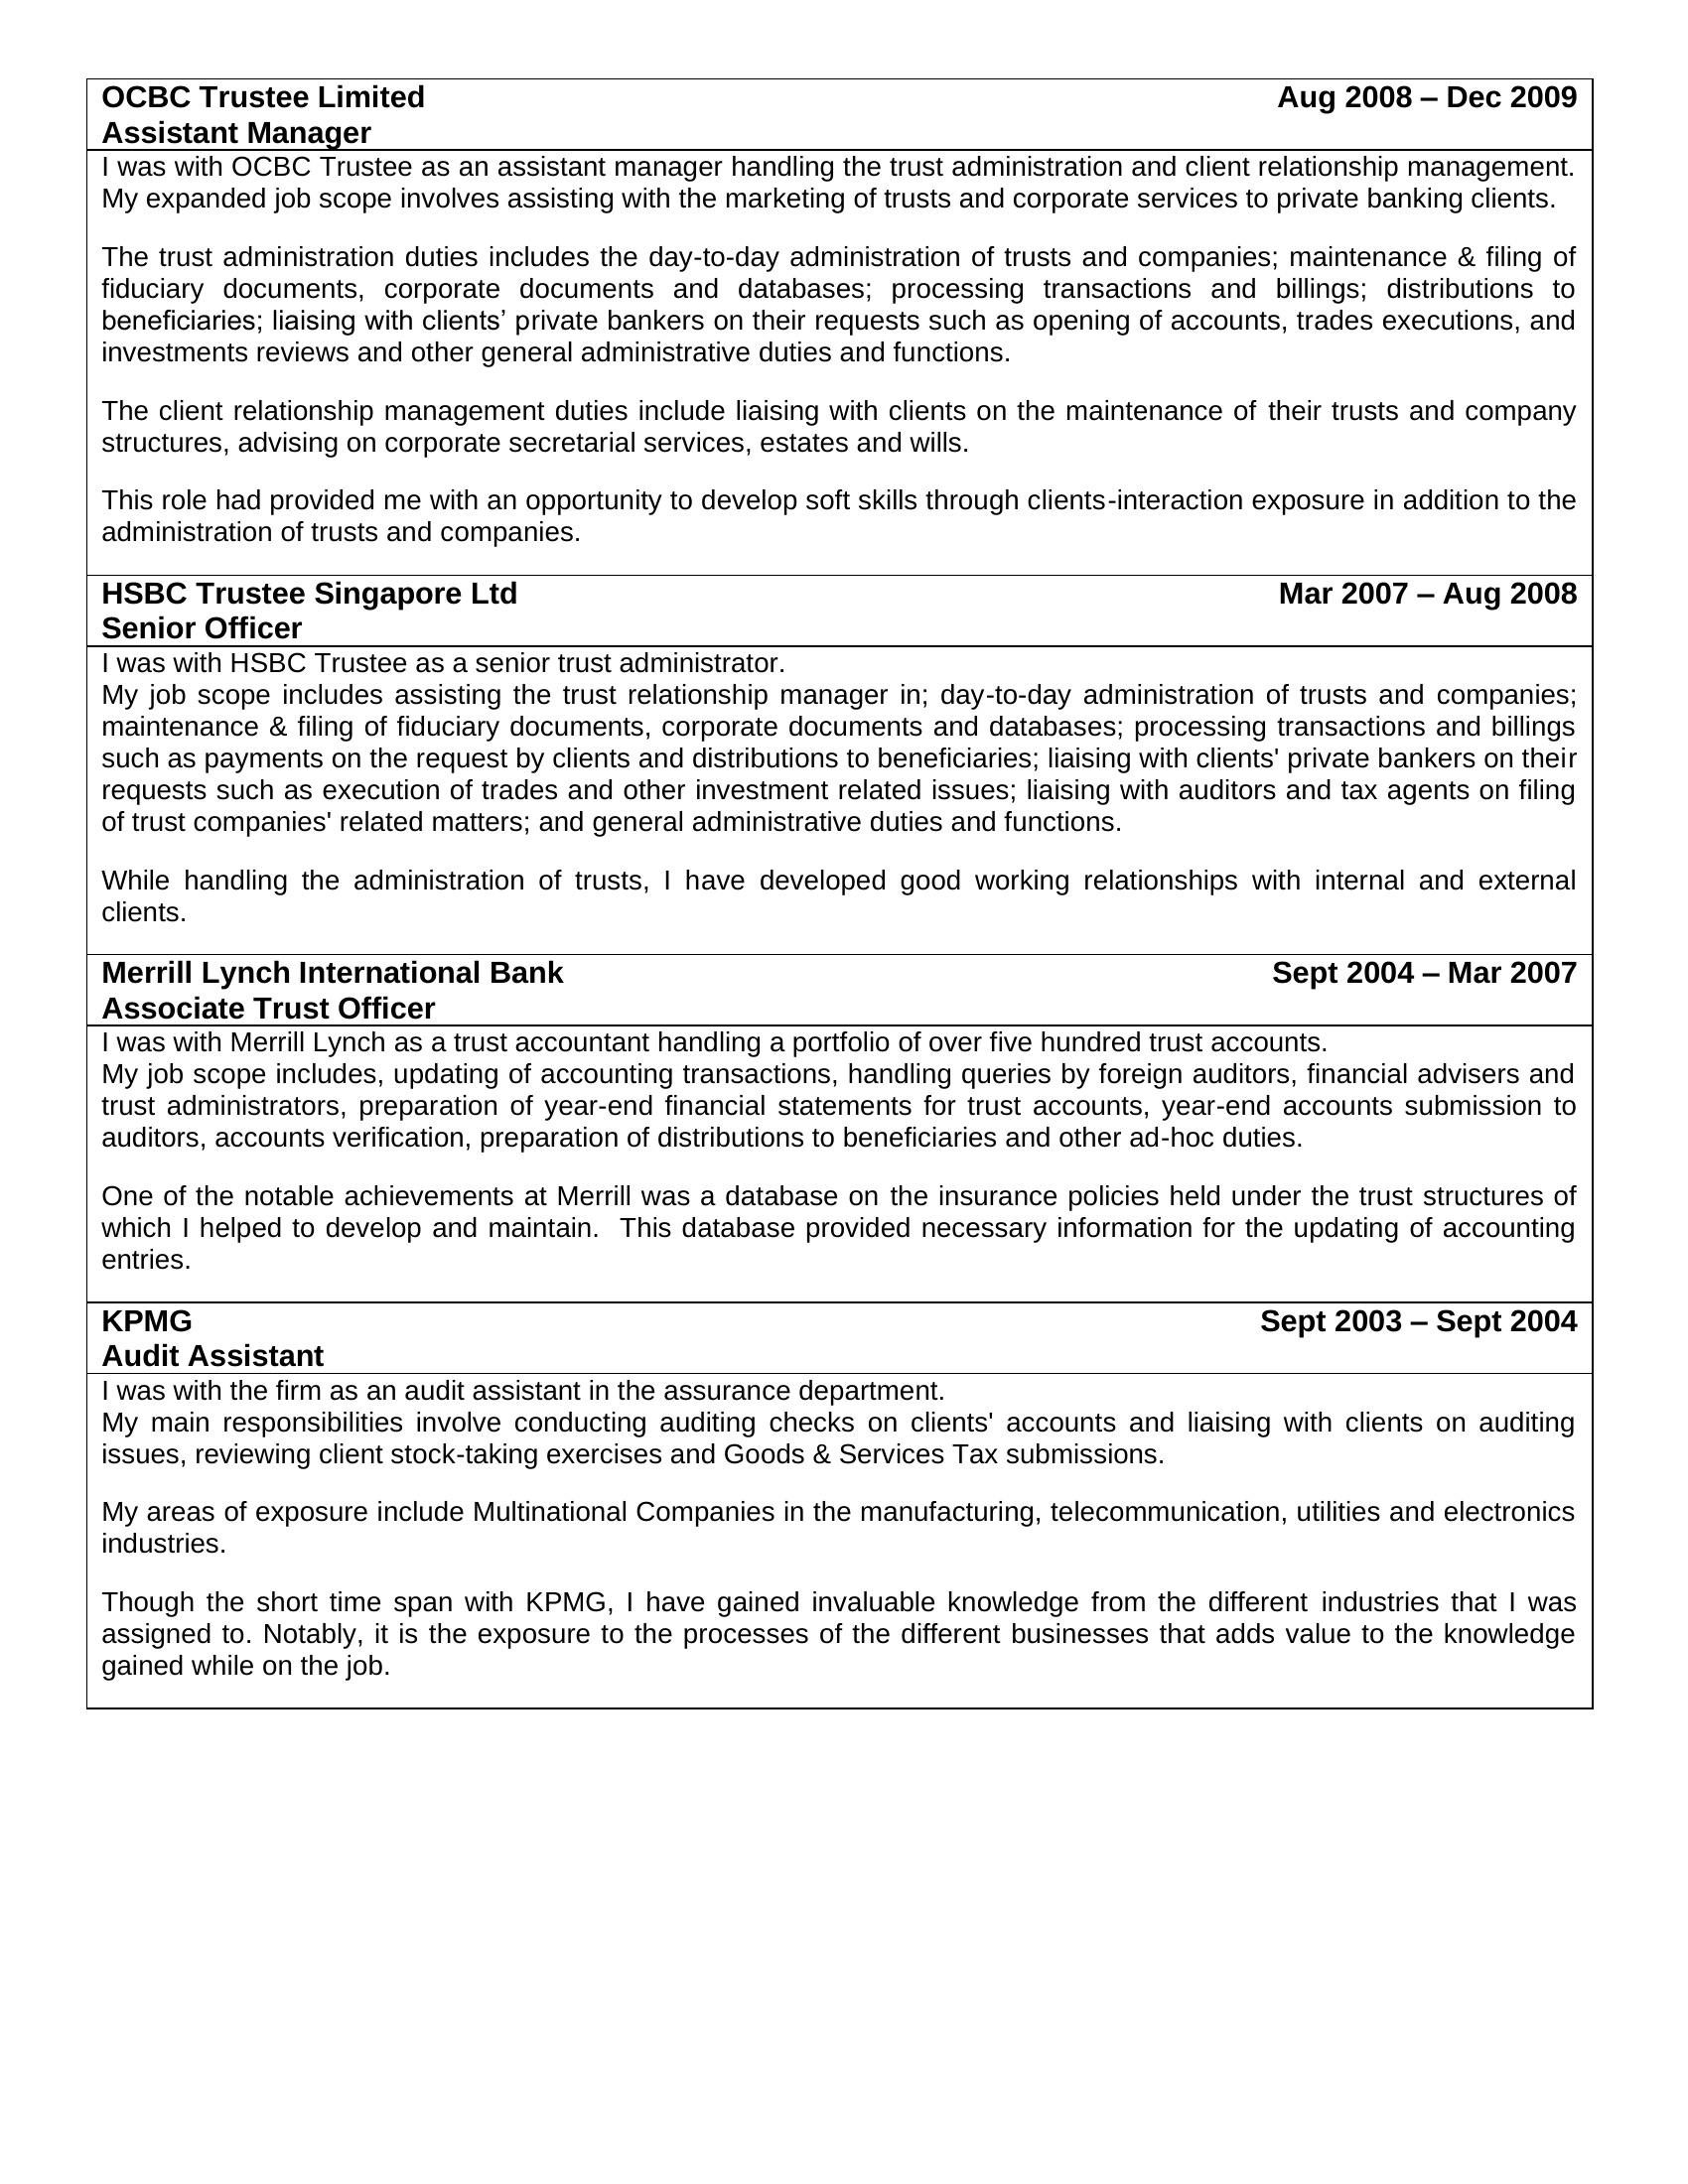 OCBC Trustee Limited Aug 2008 – Dec 2009
Assistant Manager
I was with OCBC Trustee as an assistant manager handling the trust administration and client relationship management.
My expanded job scope involves assisting with the marketing of trusts and corporate services to private banking clients.
The trust administration duties includes the day-to-day administration of trusts and companies; maintenance & filing of
fiduciary documents, corporate documents and databases; processing transactions and billings; distributions to
beneficiaries; liaising with clients’ private bankers on their requests such as opening of accounts, trades executions, and
investments reviews and other general administrative duties and functions.
The client relationship management duties include liaising with clients on the maintenance of their trusts and company
structures, advising on corporate secretarial services, estates and wills.
This role had provided me with an opportunity to develop soft skills through clients-interaction exposure in addition to the
administration of trusts and companies.
HSBC Trustee Singapore Ltd Mar 2007 – Aug 2008
Senior Officer
I was with HSBC Trustee as a senior trust administrator.
My job scope includes assisting the trust relationship manager in; day-to-day administration of trusts and companies;
maintenance & filing of fiduciary documents, corporate documents and databases; processing transactions and billings
such as payments on the request by clients and distributions to beneficiaries; liaising with clients' private bankers on their
requests such as execution of trades and other investment related issues; liaising with auditors and tax agents on filing
of trust companies' related matters; and general administrative duties and functions.
While handling the administration of trusts, I have developed good working relationships with internal and external
clients.
Merrill Lynch International Bank Sept 2004 – Mar 2007
Associate Trust Officer
I was with Merrill Lynch as a trust accountant handling a portfolio of over five hundred trust accounts.
My job scope includes, updating of accounting transactions, handling queries by foreign auditors, financial advisers and
trust administrators, preparation of year-end financial statements for trust accounts, year-end accounts submission to
auditors, accounts verification, preparation of distributions to beneficiaries and other ad-hoc duties.
One of the notable achievements at Merrill was a database on the insurance policies held under the trust structures of
which I helped to develop and maintain.  This database provided necessary information for the updating of accounting
entries.
KPMG Sept 2003 – Sept 2004
Audit Assistant
I was with the firm as an audit assistant in the assurance department.
My main responsibilities involve conducting auditing checks on clients' accounts and liaising with clients on auditing
issues, reviewing client stock-taking exercises and Goods & Services Tax submissions.
My areas of exposure include Multinational Companies in the manufacturing, telecommunication, utilities and electronics
industries.
Though the short time span with KPMG, I have gained invaluable knowledge from the different industries that I was
assigned to. Notably, it is the exposure to the processes of the different businesses that adds value to the knowledge
gained while on the job.